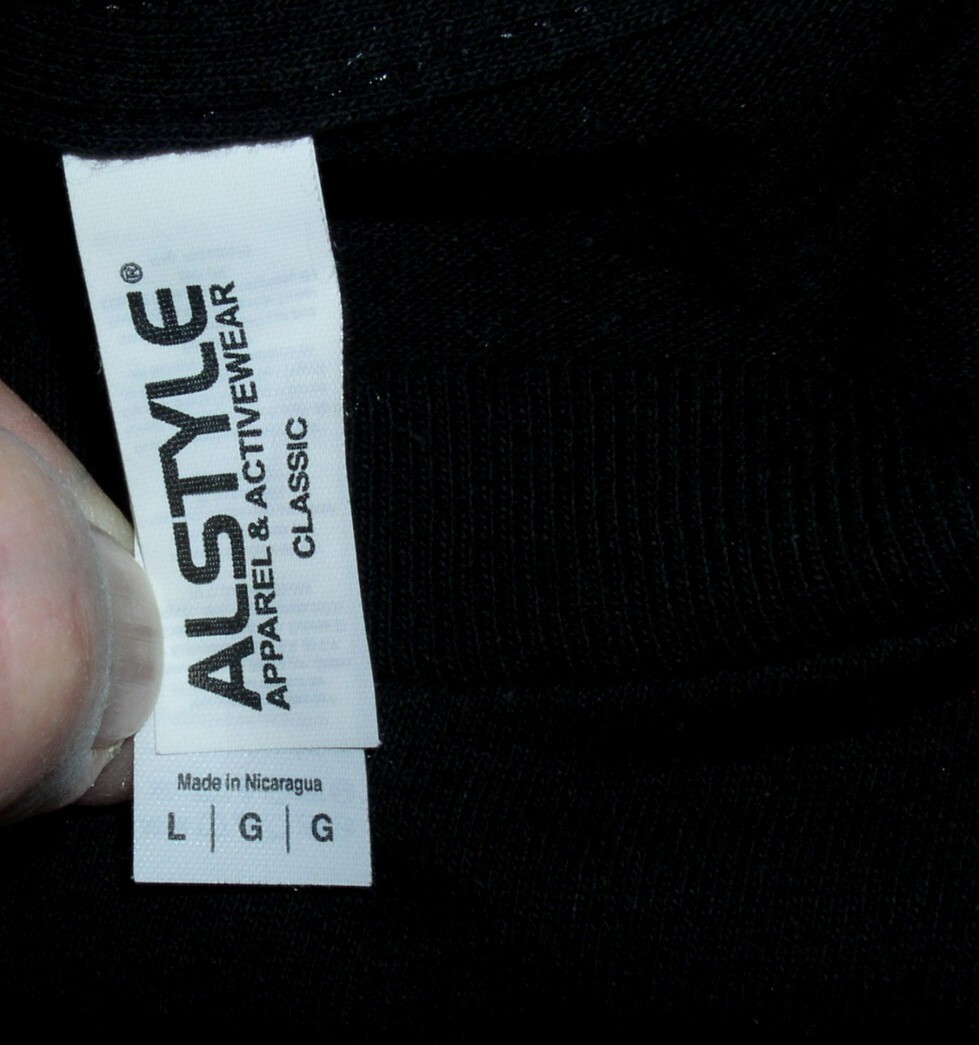 ALSTYLE®
APPAREL & ACTIVEWEAR
CLASSIC
Made in Nicaragua
L | G | G